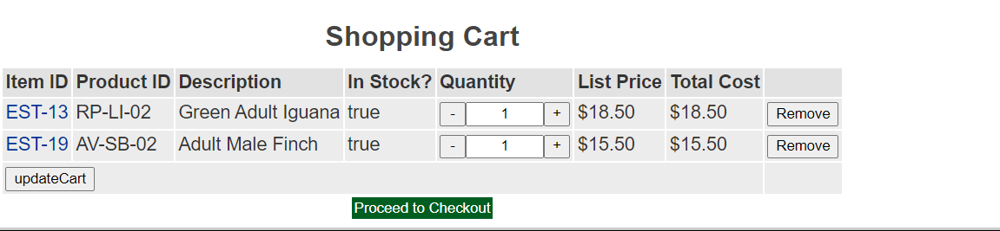 Shopping Cart
Item ID Product ID Description In Stock? Quantity List Price Total Cost
EST-13 RP-LI-02 Green Adult Iguana true - 1 + $18.50 $18.50 Remove
EST-19 AV-SB-02 Adult Male Finch true - 1 + $15.50 $15.50 Remove
updateCart
Proceed to Checkout